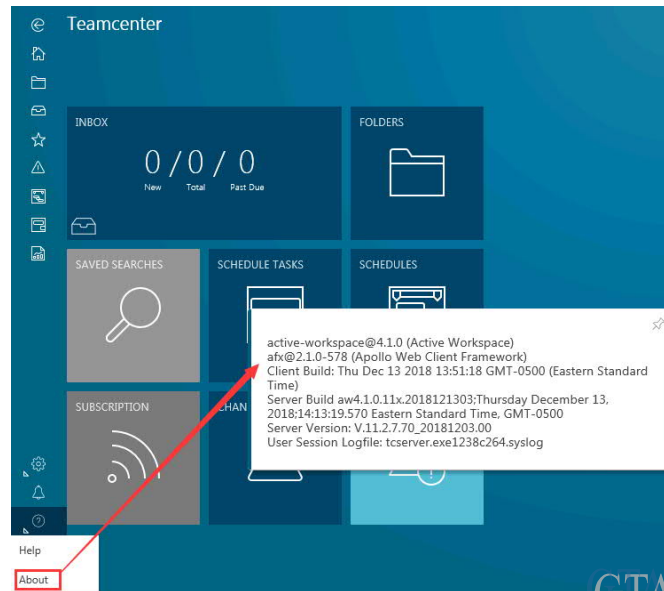 Teamcenter
INBOX
FOLDERS
0 / 0 / 0
New Total Past Due
SAVED SEARCHES
SCHEDULE TASKS
SCHEDULES
active-workspace@4.1.0 (Active Workspace)
afx@2.1.0-578 (Apollo Web Client Framework)
Client Build: Thu Dec 13 2018 13:51:18 GMT-0500 (Eastern Standard
Time)
Server Build aw4.1.0.11x.2018121303;Thursday December 13,
2018;14:13:19.570 Eastern Standard Time, GMT-0500
Server Version: V.11.2.7.70_20181203.00
User Session Logfile: tcserver.exe1238c264.syslog
SUBSCRIPTION
CHAN
Help
About